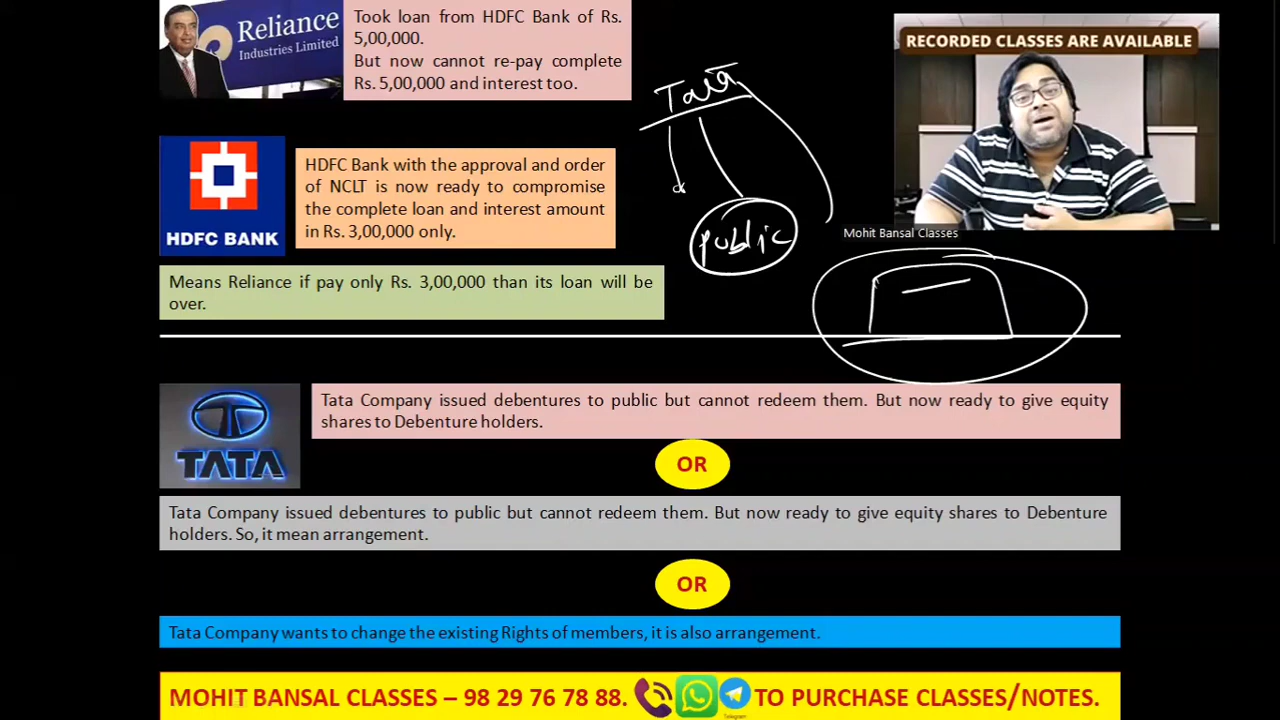 Reliance
Industries Limited
Took loan from HDFC Bank of Rs.
5,00,000.
But now cannot re-pay complete
Rs. 5,00,000 and interest too.
RECORDED CLASSES ARE AVAILABLE
Tata
HDFC BANK
HDFC Bank with the approval and order
of NCLT is now ready to compromise
the complete loan and interest amount
in Rs. 3,00,000 only.
public
Mohit Bansal Classes
Means Reliance if pay only Rs. 3,00,000 than its loan will be
over.
TATA
Tata Company issued debentures to public but cannot redeem them. But now ready to give equity
shares to Debenture holders.
OR
Tata Company issued debentures to public but cannot redeem them. But now ready to give equity shares to Debenture
holders. So, it mean arrangement.
OR
Tata Company wants to change the existing Rights of members, it is also arrangement.
MOHIT BANSAL CLASSES – 98 29 76 78 88. TO PURCHASE CLASSES/NOTES.
Telegram